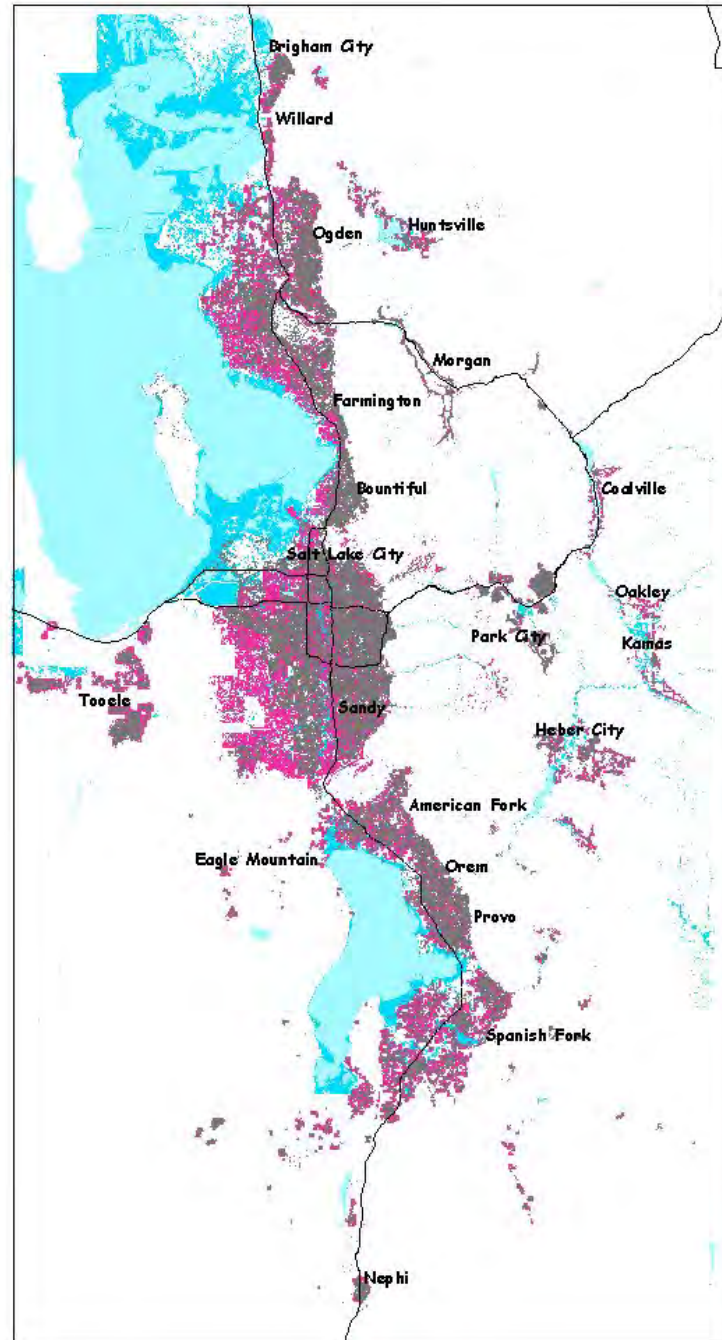 Brigham City
Willard
Ogden
Huntsville
Morgan
Farmington
Bountiful
Coalville
Salt Lake City
Oakley
Park City
Kamas
Tooele
Sandy
Heber City
American Fork
Eagle Mountain
Orem
Provo
Spanish Fork
Nephi